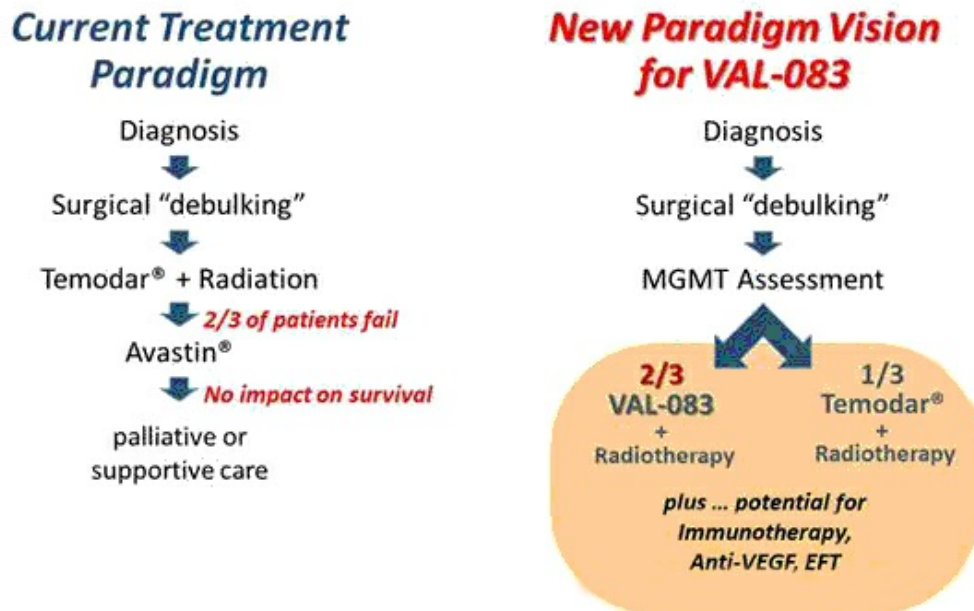 Current Treatment
Paradigm
Diagnosis
Surgical “debulking”
Temodar® + Radiation
2/3 of patients fail
Avastin®
No impact on survival
palliative or
supportive care
New Paradigm Vision
for VAL-083
Diagnosis
Surgical “debulking”
MGMT Assessment
2/3
VAL-083
+
Radiotherapy
1/3
Temodar®
+
Radiotherapy
plus ... potential for
Immunotherapy,
Anti-VEGF, EFT